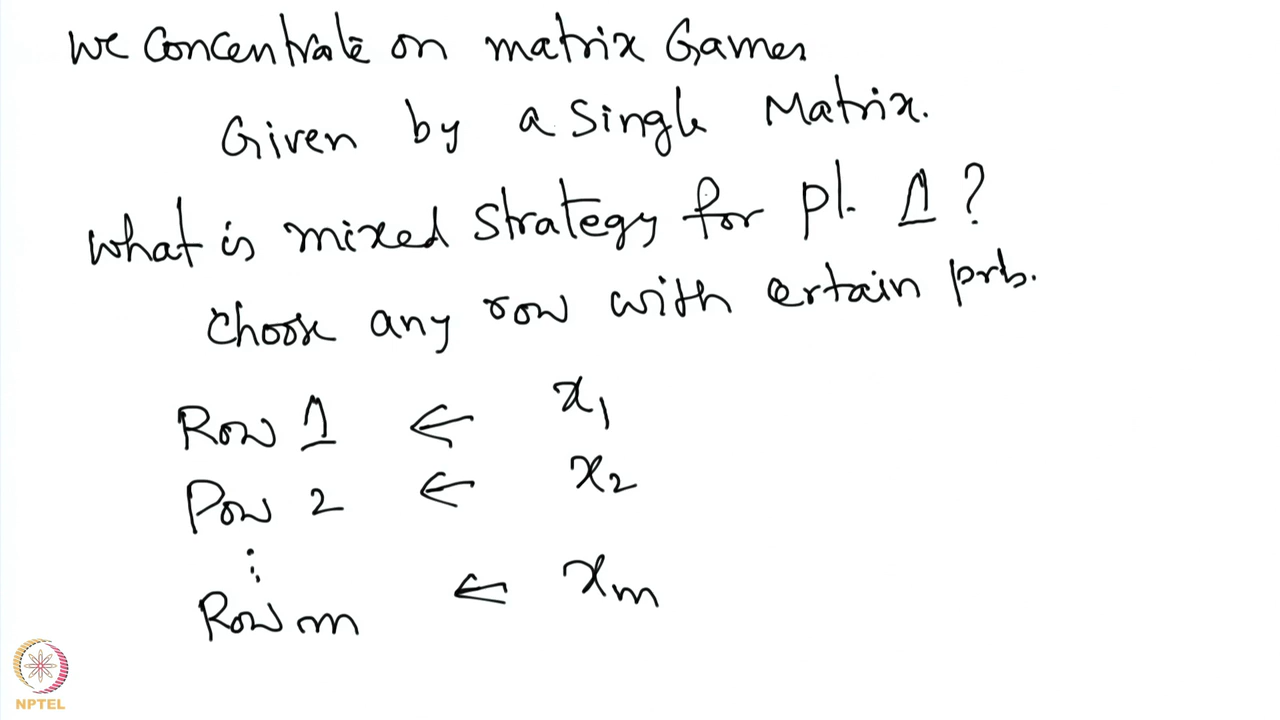 We Concentrate on matrix Games
Given by a Single Matrix.
What is mixed Strategy for pl. 1?
Choose any row with certain prb.
Row 1 ← x₁
Row 2 ← x₂
⋮
Row m ← xₘ
NPTEL